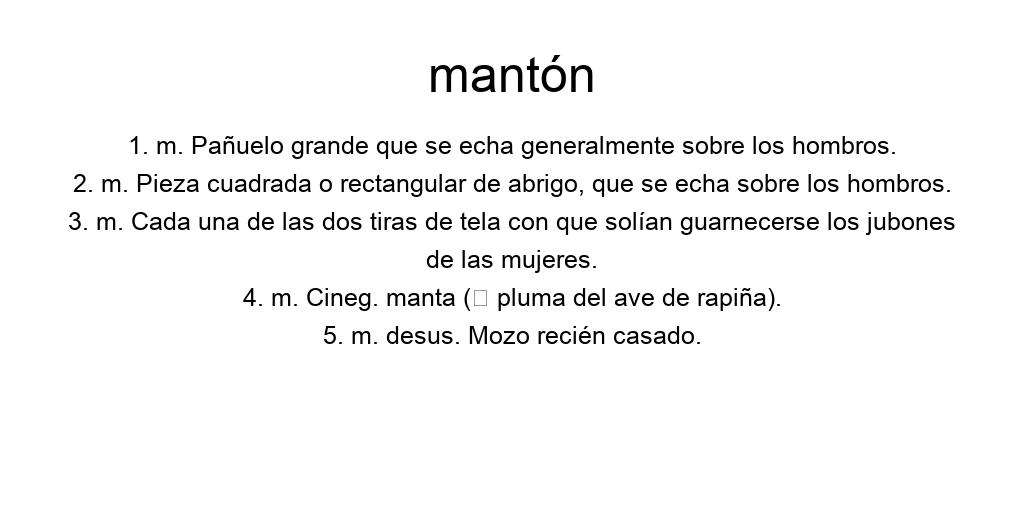 mantón
1. m. Pañuelo grande que se echa generalmente sobre los hombros.
2. m. Pieza cuadrada o rectangular de abrigo, que se echa sobre los hombros.
3. m. Cada una de las dos tiras de tela con que solían guarnecerse los jubones
de las mujeres.
4. m. Cineg. manta (□ pluma del ave de rapiña).
5. m. desus. Mozo recién casado.